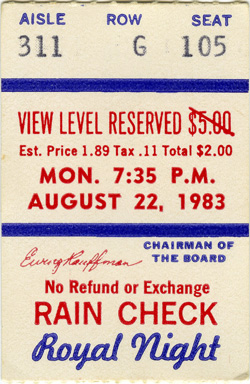 AISLE ROW SEAT
311 G 105
VIEW LEVEL RESERVED $5.00
Est. Price 1.89 Tax .11 Total $2.00
MON. 7:35 P.M.
AUGUST 22, 1983
Ewing Kauffman CHAIRMAN OF
THE BOARD
No Refund or Exchange
RAIN CHECK
Royal Night